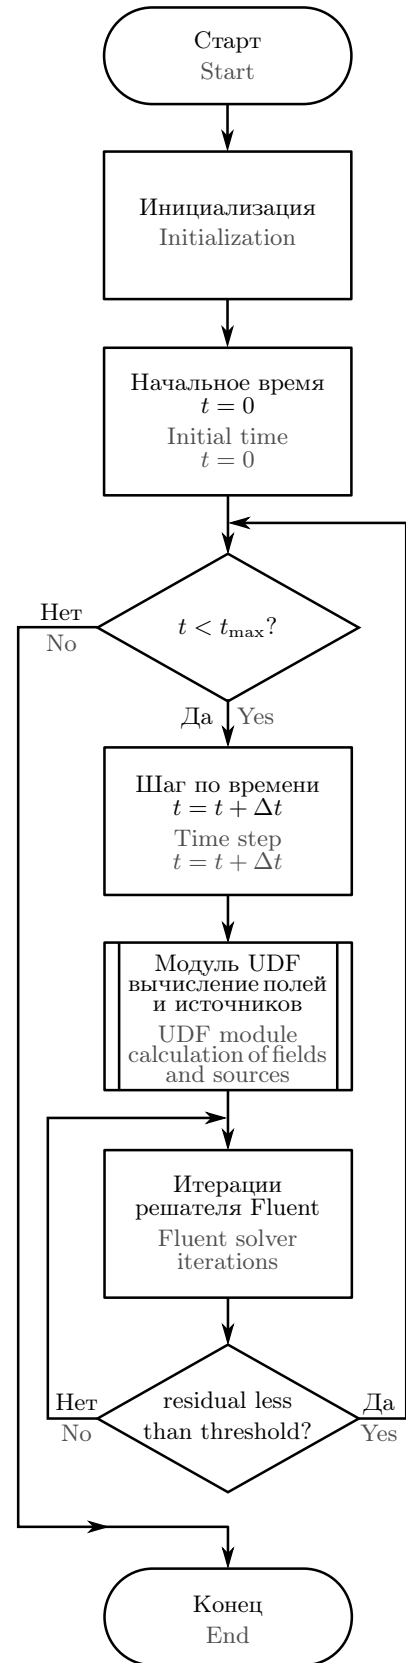 Старт
Start
Инициализация
Initialization
Начальное время
t = 0
Initial time
t = 0
Нет
No
t < t_max?
Да Yes
Шаг по времени
t = t + Δt
Time step
t = t + Δt
Модуль UDF
вычисление полей
и источников
UDF module
calculation of fields
and sources
Итерации
решателя Fluent
Fluent solver
iterations
Нет
No
residual less
than threshold?
Да
Yes
Конец
End